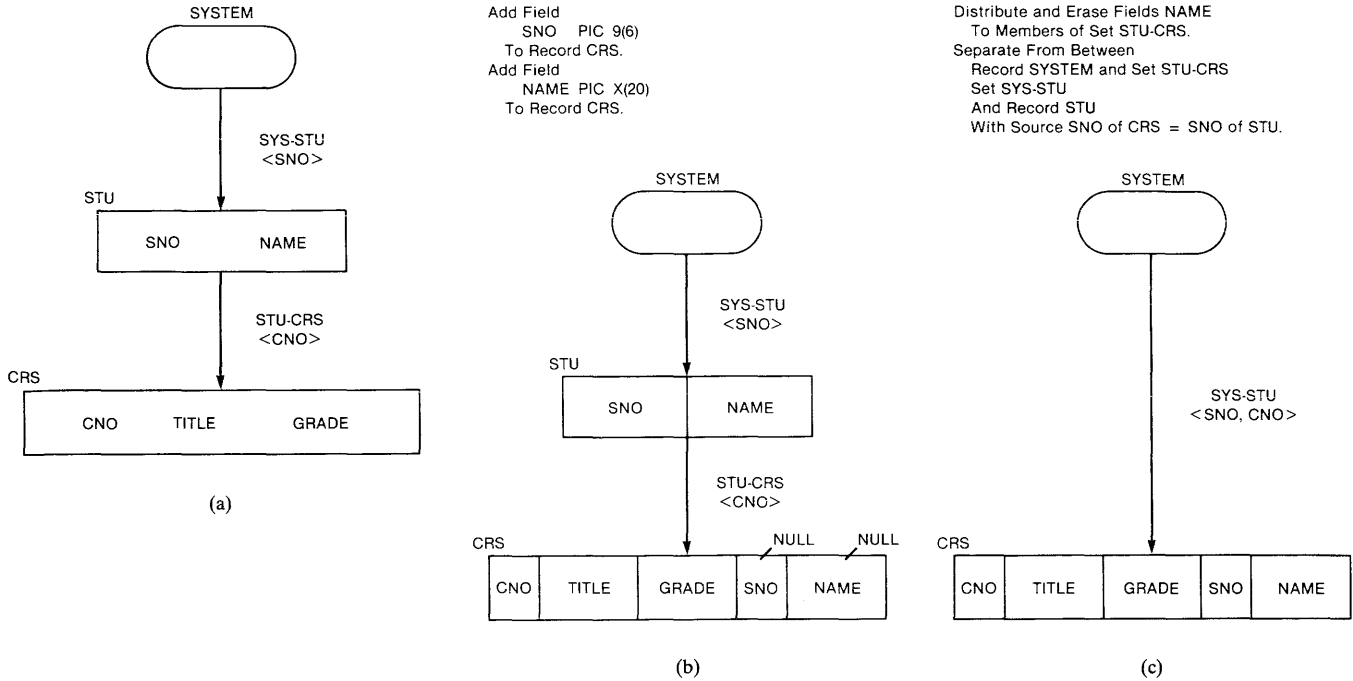 SYSTEM
SYS-STU
<SNO>
STU
SNO NAME
STU-CRS
<CNO>
CRS
CNO TITLE GRADE
(a)
Add Field
SNO PIC 9(6)
To Record CRS.
Add Field
NAME PIC X(20)
To Record CRS.
SYSTEM
SYS-STU
<SNO>
STU
SNO NAME
STU-CRS
<CNO>
NULL NULL
CRS
CNO TITLE GRADE SNO NAME
(b)
Distribute and Erase Fields NAME
To Members of Set STU-CRS.
Separate From Between
Record SYSTEM and Set STU-CRS
Set SYS-STU
And Record STU
With Source SNO of CRS = SNO of STU.
SYSTEM
SYS-STU
<SNO, CNO>
CRS
CNO TITLE GRADE SNO NAME
(c)